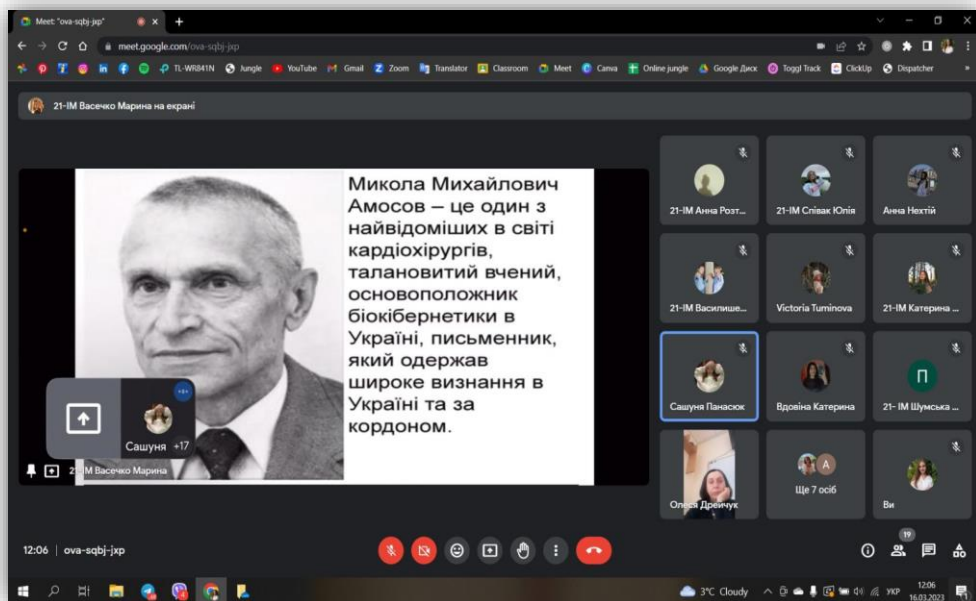 Meet: "ova-sqbj-jxp"
meet.google.com/ova-sqbj-jxp
TL-WR841N Jungle YouTube Gmail Zoom Translator Classroom Meet Canva Online jungle Google Диск Toggl Track ClickUp Dispatcher »
21-ІМ Васечко Марина на екрані
Микола Михайлович
Амосов – це один з
найвідоміших в світі
кардіохірургів,
талановитий вчений,
основоположник
біокібернетики в
Україні, письменник,
який одержав
широке визнання в
Україні та за
кордоном.
Сашуня +17
21-ІМ Васечко Марина
21-ІМ Анна Розт...
21-ІМ Співак Юлія
Анна Нехтій
21-ІМ Василише...
Victoria Tuminova
21-ІМ Катерина ...
Сашуня Панасюк
Вдовіна Катерина
П
21- ІМ Шумська ...
Олеся Дрейчук
А
Ще 7 осіб
Ви
12:06 | ova-sqbj-jxp
19
3°C Cloudy
УКР
12:06
16.03.2023